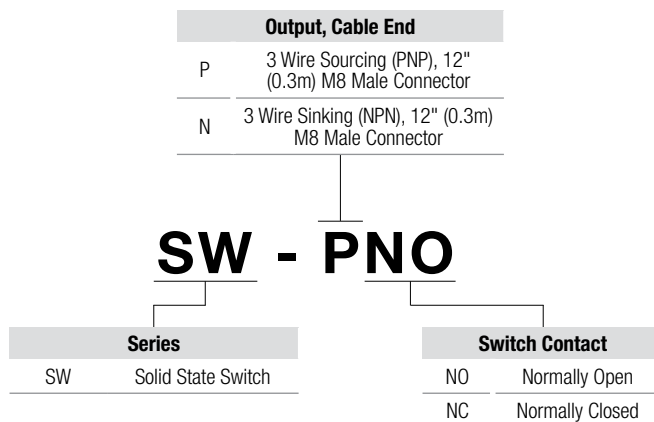 Output, Cable End
P
3 Wire Sourcing (PNP), 12"
(0.3m) M8 Male Connector
N
3 Wire Sinking (NPN), 12" (0.3m)
M8 Male Connector
SW - PNO
Series
SW Solid State Switch
Switch Contact
NO Normally Open
NC Normally Closed